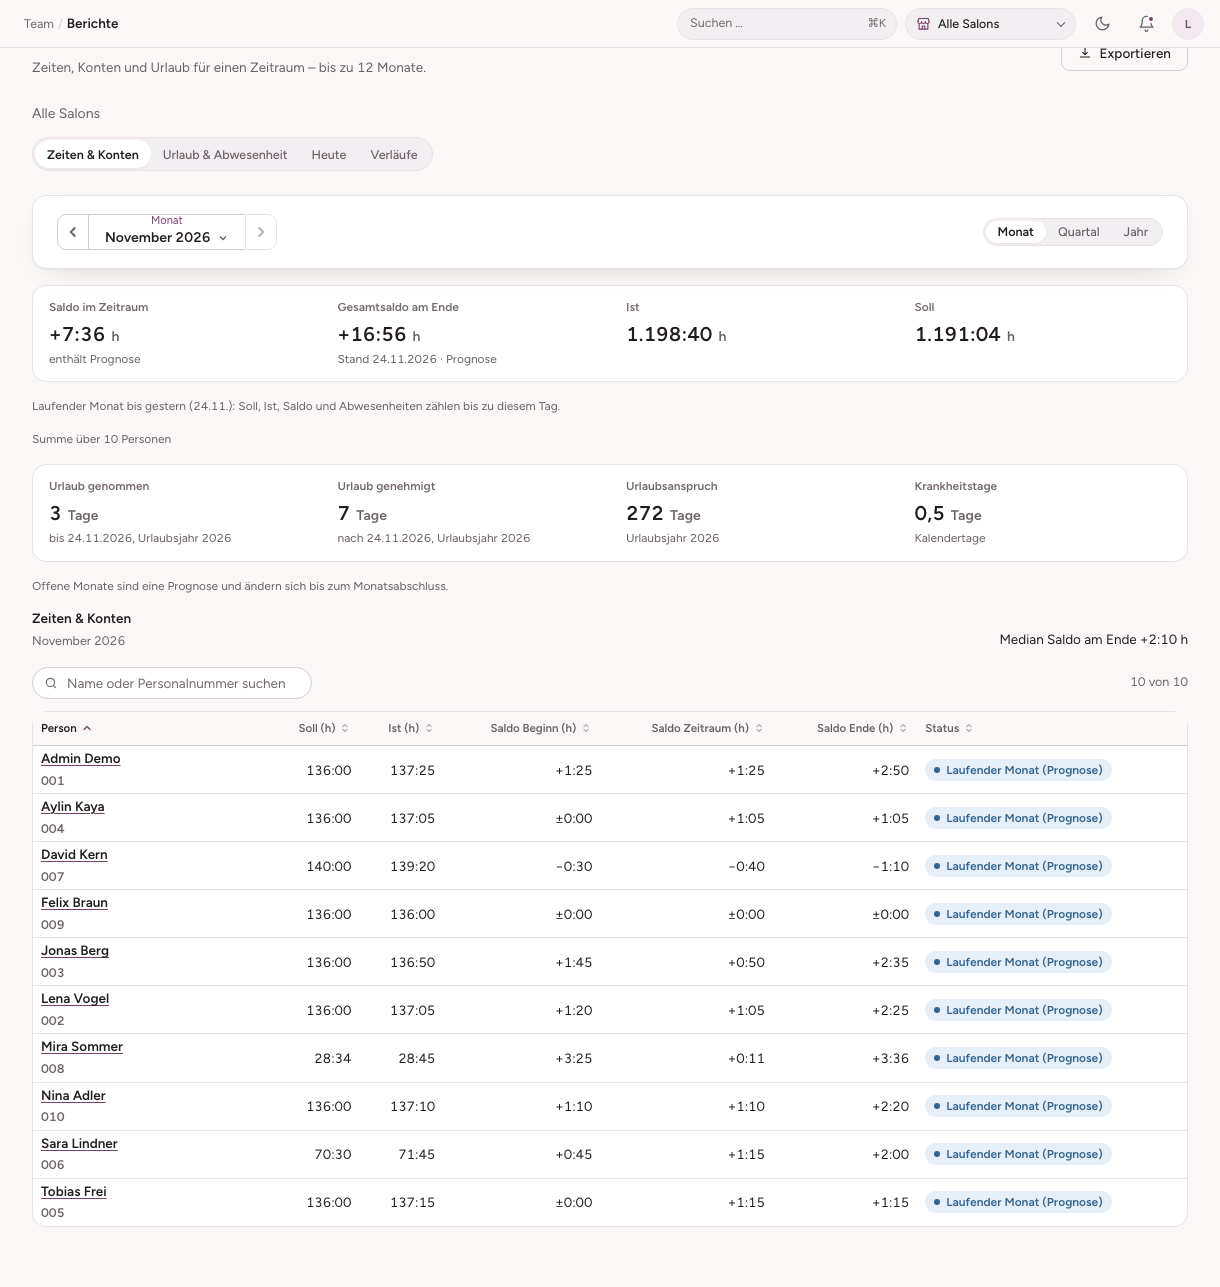 Team / Berichte
Suchen ... ⌘K
Alle Salons
L
Zeiten, Konten und Urlaub für einen Zeitraum – bis zu 12 Monate.
Exportieren
Alle Salons
Zeiten & Konten Urlaub & Abwesenheit Heute Verläufe
Monat
November 2026
Monat Quartal Jahr
Saldo im Zeitraum Gesamtsaldo am Ende Ist Soll
+7:36 h +16:56 h 1.198:40 h 1.191:04 h
enthält Prognose Stand 24.11.2026 · Prognose
Laufender Monat bis gestern (24.11.): Soll, Ist, Saldo und Abwesenheiten zählen bis zu diesem Tag.
Summe über 10 Personen
Urlaub genommen Urlaub genehmigt Urlaubsanspruch Krankheitstage
3 Tage 7 Tage 272 Tage 0,5 Tage
bis 24.11.2026, Urlaubsjahr 2026 nach 24.11.2026, Urlaubsjahr 2026 Urlaubsjahr 2026 Kalendertage
Offene Monate sind eine Prognose und ändern sich bis zum Monatsabschluss.
Zeiten & Konten
November 2026
Median Saldo am Ende +2:10 h
Name oder Personalnummer suchen
10 von 10
Person Soll (h) Ist (h) Saldo Beginn (h) Saldo Zeitraum (h) Saldo Ende (h) Status
Admin Demo
001
136:00 137:25 +1:25 +1:25 +2:50 Laufender Monat (Prognose)
Aylin Kaya
004
136:00 137:05 ±0:00 +1:05 +1:05 Laufender Monat (Prognose)
David Kern
007
140:00 139:20 −0:30 −0:40 −1:10 Laufender Monat (Prognose)
Felix Braun
009
136:00 136:00 ±0:00 ±0:00 ±0:00 Laufender Monat (Prognose)
Jonas Berg
003
136:00 136:50 +1:45 +0:50 +2:35 Laufender Monat (Prognose)
Lena Vogel
002
136:00 137:05 +1:20 +1:05 +2:25 Laufender Monat (Prognose)
Mira Sommer
008
28:34 28:45 +3:25 +0:11 +3:36 Laufender Monat (Prognose)
Nina Adler
010
136:00 137:10 +1:10 +1:10 +2:20 Laufender Monat (Prognose)
Sara Lindner
006
70:30 71:45 +0:45 +1:15 +2:00 Laufender Monat (Prognose)
Tobias Frei
005
136:00 137:15 ±0:00 +1:15 +1:15 Laufender Monat (Prognose)